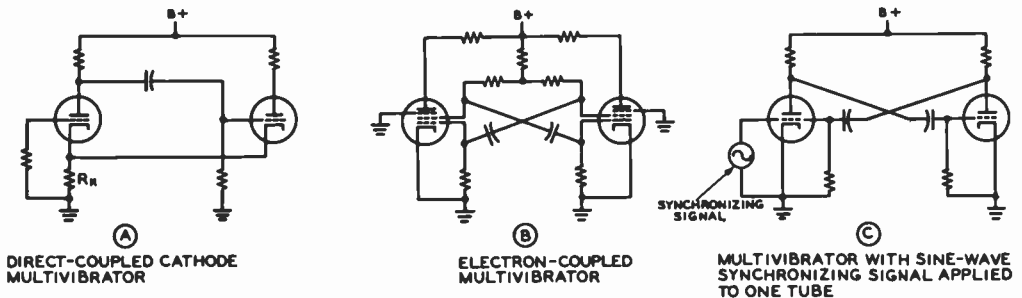 B+
B+
B+
RK
SYNCHRONIZING
SIGNAL
A
B
C
DIRECT-COUPLED CATHODE
MULTIVIBRATOR
ELECTRON-COUPLED
MULTIVIBRATOR
MULTIVIBRATOR WITH SINE-WAVE
SYNCHRONIZING SIGNAL APPLIED
TO ONE TUBE